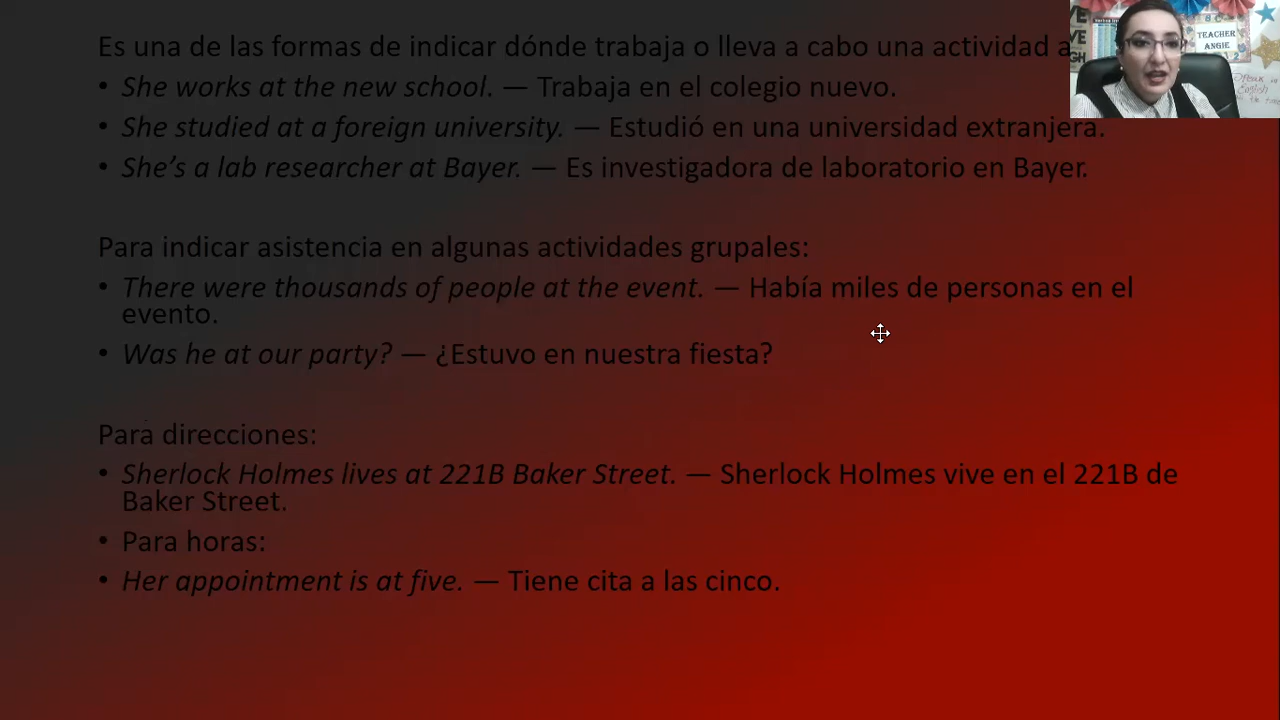 Es una de las formas de indicar dónde trabaja o lleva a cabo una actividad
• She works at the new school. — Trabaja en el colegio nuevo.
• She studied at a foreign university. — Estudió en una universidad extranjera.
• She’s a lab researcher at Bayer. — Es investigadora de laboratorio en Bayer.
Para indicar asistencia en algunas actividades grupales:
• There were thousands of people at the event. — Había miles de personas en el
evento.
• Was he at our party? — ¿Estuvo en nuestra fiesta?
Para direcciones:
• Sherlock Holmes lives at 221B Baker Street. — Sherlock Holmes vive en el 221B de
Baker Street.
• Para horas:
• Her appointment is at five. — Tiene cita a las cinco.
TEACHER
ANGIE